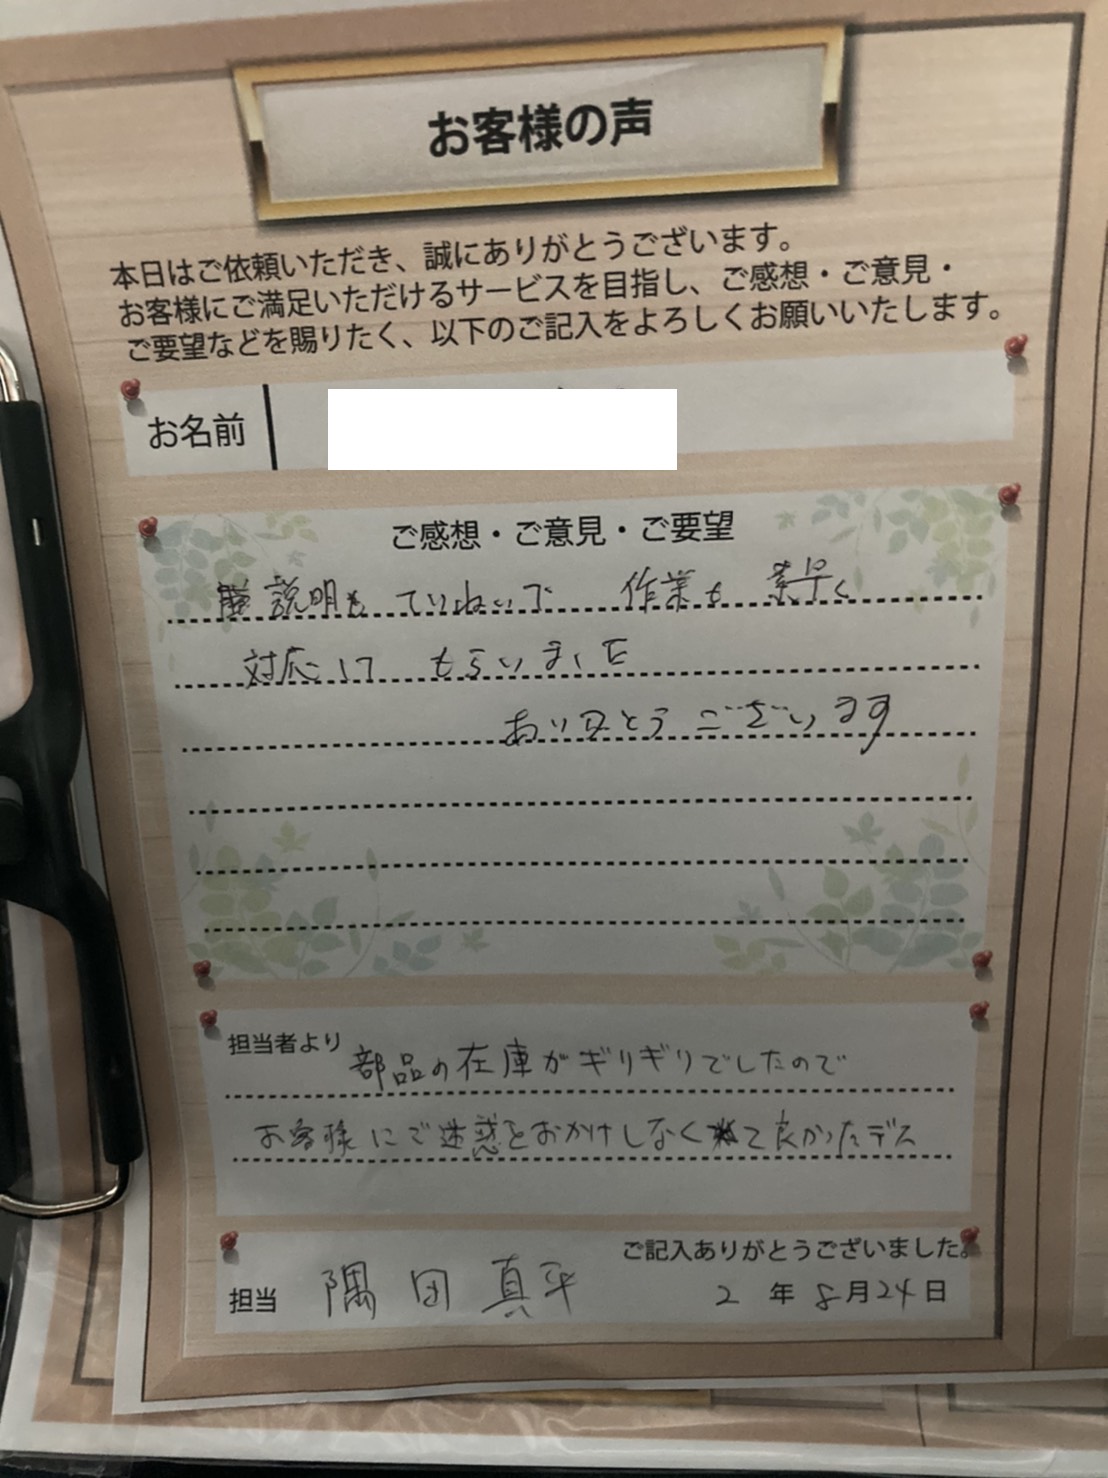 お客様の声
本日はご依頼いただき、誠にありがとうございます。
お客様にご満足いただけるサービスを目指し、ご感想・ご意見・
ご要望などを賜りたく、以下のご記入をよろしくお願いいたします。
お名前
ご感想・ご意見・ご要望
説明も ていねいで 作業も 素早く
対応して もらいました
ありがとうございます
担当者より 部品の在庫がギリギリでしたので
お客様にご迷惑をおかけしなくて良かったデス
ご記入ありがとうございました。
担当 隅田 真平 2 年 8月24日